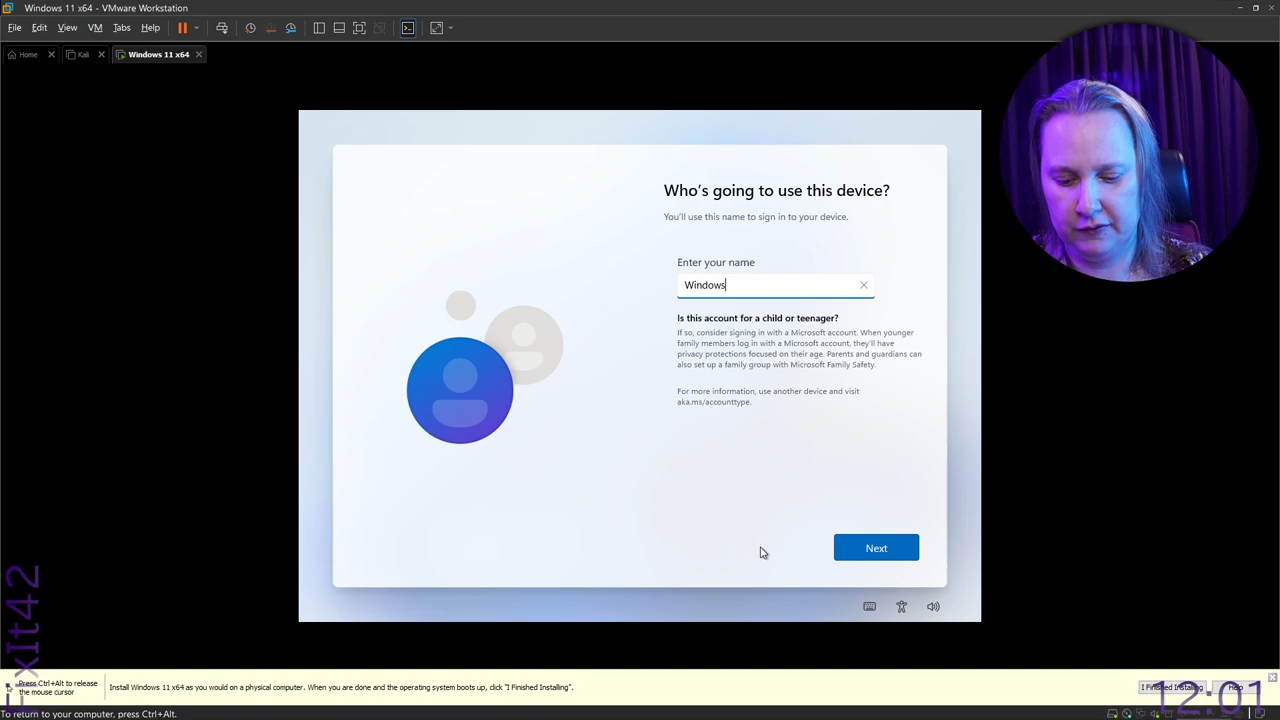 Windows 11 x64 - VMware Workstation
File Edit View VM Tabs Help
Home Kali Windows 11 x64
Who's going to use this device?
You'll use this name to sign in to your device.
Enter your name
Windows
Is this account for a child or teenager?
If so, consider signing in with a Microsoft account. When younger
family members log in with a Microsoft account, they'll have
privacy protections focused on their age. Parents and guardians can
also set up a family group with Microsoft Family Safety.
For more information, use another device and visit
aka.ms/accounttype.
Next
ExIt42
Press Ctrl+Alt to release
the mouse cursor
Install Windows 11 x64 as you would on a physical computer. When you are done and the operating system boots up, click "I Finished Installing".
I Finished Installing Help
12:01
To return to your computer, press Ctrl+Alt.